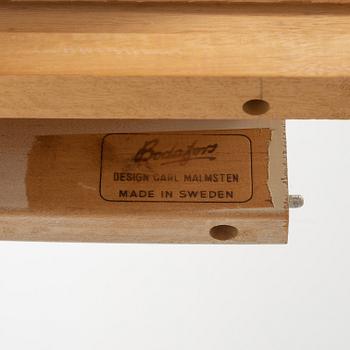 Bodafors
DESIGN CARL MALMSTEN
MADE IN SWEDEN